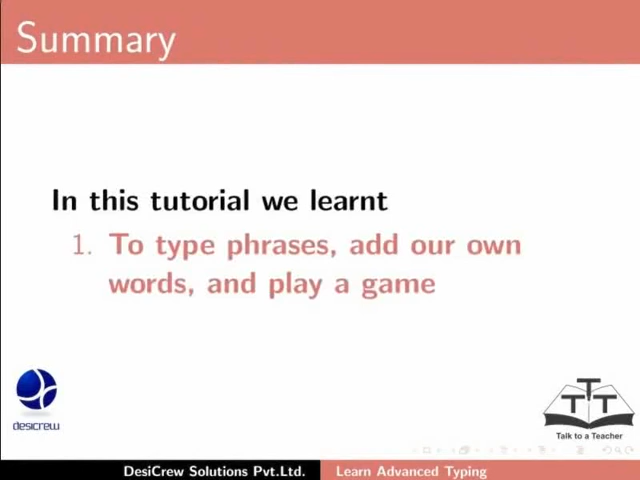 Summary
In this tutorial we learnt
1. To type phrases, add our own
words, and play a game
desicrew
T
T T
Talk to a Teacher
DesiCrew Solutions Pvt.Ltd. Learn Advanced Typing